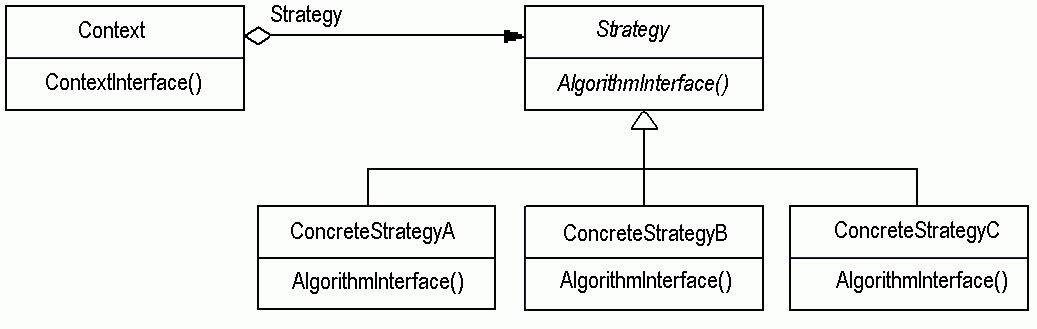 Strategy
Context
ContextInterface()
Strategy
AlgorithmInterface()
ConcreteStrategyA
AlgorithmInterface()
ConcreteStrategyB
AlgorithmInterface()
ConcreteStrategyC
AlgorithmInterface()